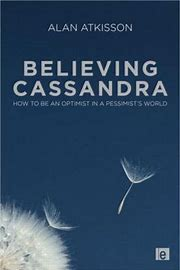 ALAN ATKISSON
BELIEVING
CASSANDRA
HOW TO BE AN OPTIMIST IN A PESSIMIST'S WORLD
e